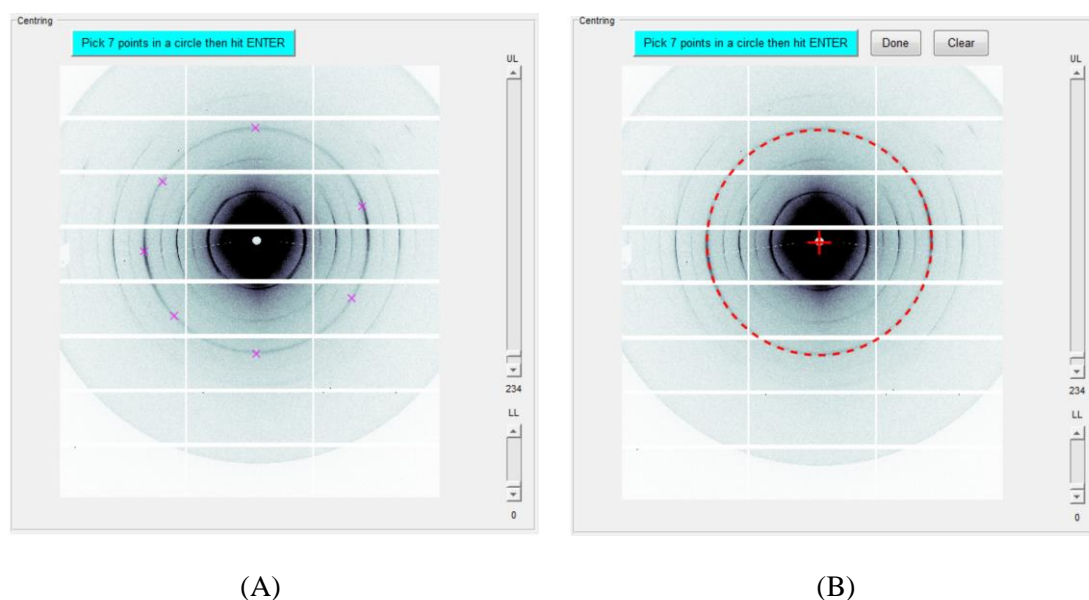 Centring
Pick 7 points in a circle then hit ENTER
UL
234
LL
0
(A)
Centring
Pick 7 points in a circle then hit ENTER
Done
Clear
UL
234
LL
0
(B)